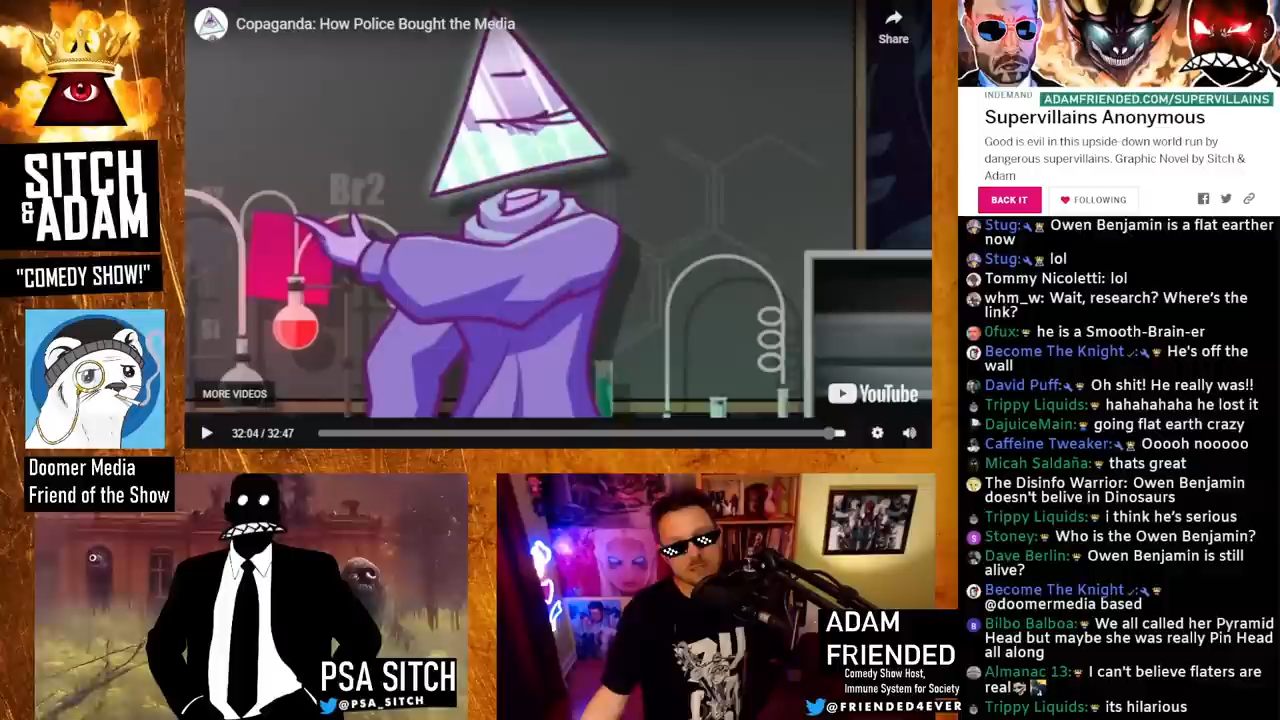 Copaganda: How Police Bought the Media
Share
Br2
MORE VIDEOS
YouTube
32:04 / 32:47
SITCH
& ADAM
"COMEDY SHOW!"
Doomer Media
Friend of the Show
PSA SITCH
@PSA_SITCH
ADAM
FRIENDED
Comedy Show Host,
Immune System for Society
@FRIENDED4EVER
INDEMAND
ADAMFRIENDED.COM/SUPERVILLAINS
Supervillains Anonymous
Good is evil in this upside-down world run by
dangerous supervillains. Graphic Novel by Sitch &
Adam
BACK IT
FOLLOWING
Stug: Owen Benjamin is a flat earther
now
Stug: lol
Tommy Nicoletti: lol
whm_w: Wait, research? Where's the
link?
0fux: he is a Smooth-Brain-er
Become The Knight He's off the
wall
David Puff: Oh shit! He really was!!
Trippy Liquids: hahahahaha he lost it
DajuiceMain: going flat earth crazy
Caffeine Tweaker: Ooooh nooooo
Micah Saldaña: thats great
The Disinfo Warrior: Owen Benjamin
doesn't belive in Dinosaurs
Trippy Liquids: i think he's serious
Stoney: Who is the Owen Benjamin?
Dave Berlin: Owen Benjamin is still
alive?
Become The Knight
@doomermedia based
Bilbo Balboa: We all called her Pyramid
Head but maybe she was really Pin Head
all along
Almanac 13: I can't believe flaters are
real
Trippy Liquids: its hilarious